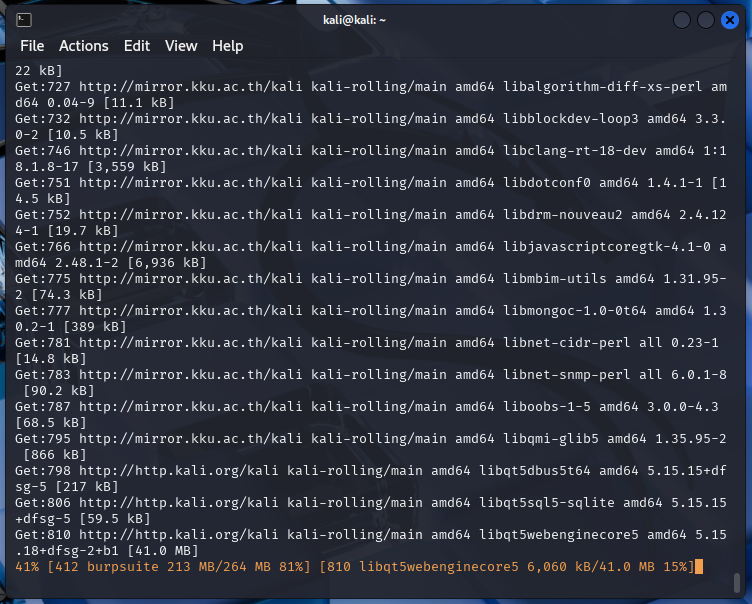 kali@kali: ~
File Actions Edit View Help
22 kB]
Get:727 http://mirror.kku.ac.th/kali kali-rolling/main amd64 libalgorithm-diff-xs-perl am
d64 0.04-9 [11.1 kB]
Get:732 http://mirror.kku.ac.th/kali kali-rolling/main amd64 libblockdev-loop3 amd64 3.3.
0-2 [10.5 kB]
Get:746 http://mirror.kku.ac.th/kali kali-rolling/main amd64 libclang-rt-18-dev amd64 1:1
8.1.8-17 [3,559 kB]
Get:751 http://mirror.kku.ac.th/kali kali-rolling/main amd64 libdotconf0 amd64 1.4.1-1 [1
4.5 kB]
Get:752 http://mirror.kku.ac.th/kali kali-rolling/main amd64 libdrm-nouveau2 amd64 2.4.12
4-1 [19.7 kB]
Get:766 http://mirror.kku.ac.th/kali kali-rolling/main amd64 libjavascriptcoregtk-4.1-0 a
md64 2.48.1-2 [6,936 kB]
Get:775 http://mirror.kku.ac.th/kali kali-rolling/main amd64 libmbim-utils amd64 1.31.95-
2 [74.3 kB]
Get:777 http://mirror.kku.ac.th/kali kali-rolling/main amd64 libmongoc-1.0-0t64 amd64 1.3
0.2-1 [389 kB]
Get:781 http://mirror.kku.ac.th/kali kali-rolling/main amd64 libnet-cidr-perl all 0.23-1
[14.8 kB]
Get:783 http://mirror.kku.ac.th/kali kali-rolling/main amd64 libnet-snmp-perl all 6.0.1-8
[90.2 kB]
Get:787 http://mirror.kku.ac.th/kali kali-rolling/main amd64 liboobs-1-5 amd64 3.0.0-4.3
[68.5 kB]
Get:795 http://mirror.kku.ac.th/kali kali-rolling/main amd64 libqmi-glib5 amd64 1.35.95-2
[866 kB]
Get:798 http://http.kali.org/kali kali-rolling/main amd64 libqt5dbus5t64 amd64 5.15.15+df
sg-5 [217 kB]
Get:806 http://http.kali.org/kali kali-rolling/main amd64 libqt5sql5-sqlite amd64 5.15.15
+dfsg-5 [59.5 kB]
Get:810 http://http.kali.org/kali kali-rolling/main amd64 libqt5webenginecore5 amd64 5.15
.18+dfsg-2+b1 [41.0 MB]
41% [412 burpsuite 213 MB/264 MB 81%] [810 libqt5webenginecore5 6,060 kB/41.0 MB 15%]